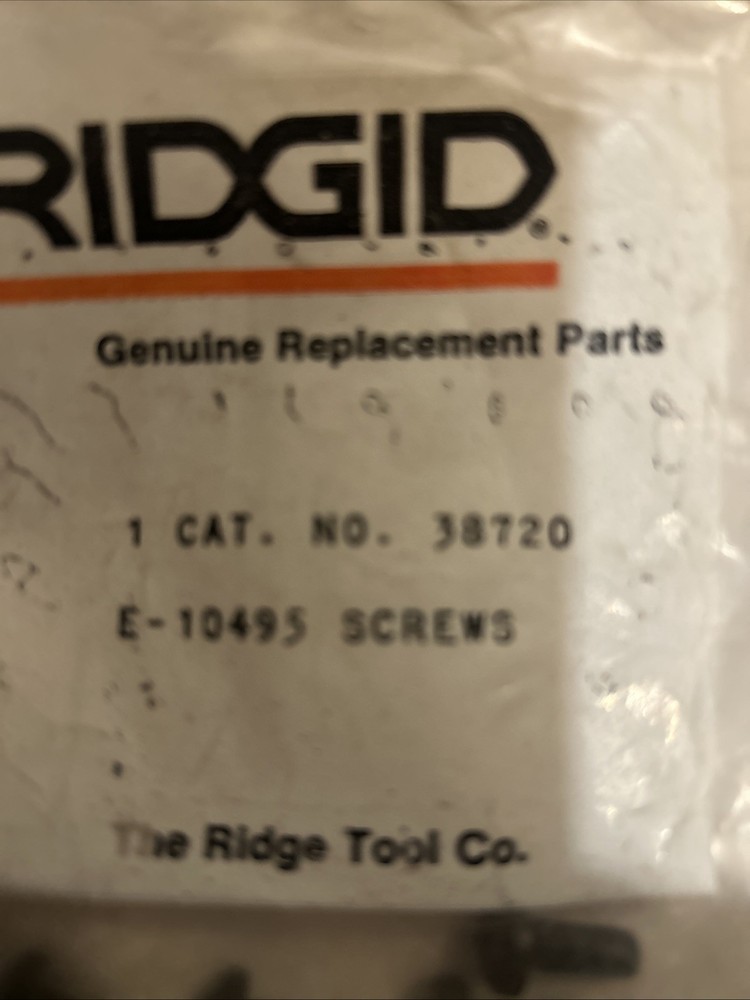 RIDGID
Genuine Replacement Parts
1 CAT. NO. 38720
E-10495 SCREWS
The Ridge Tool Co.